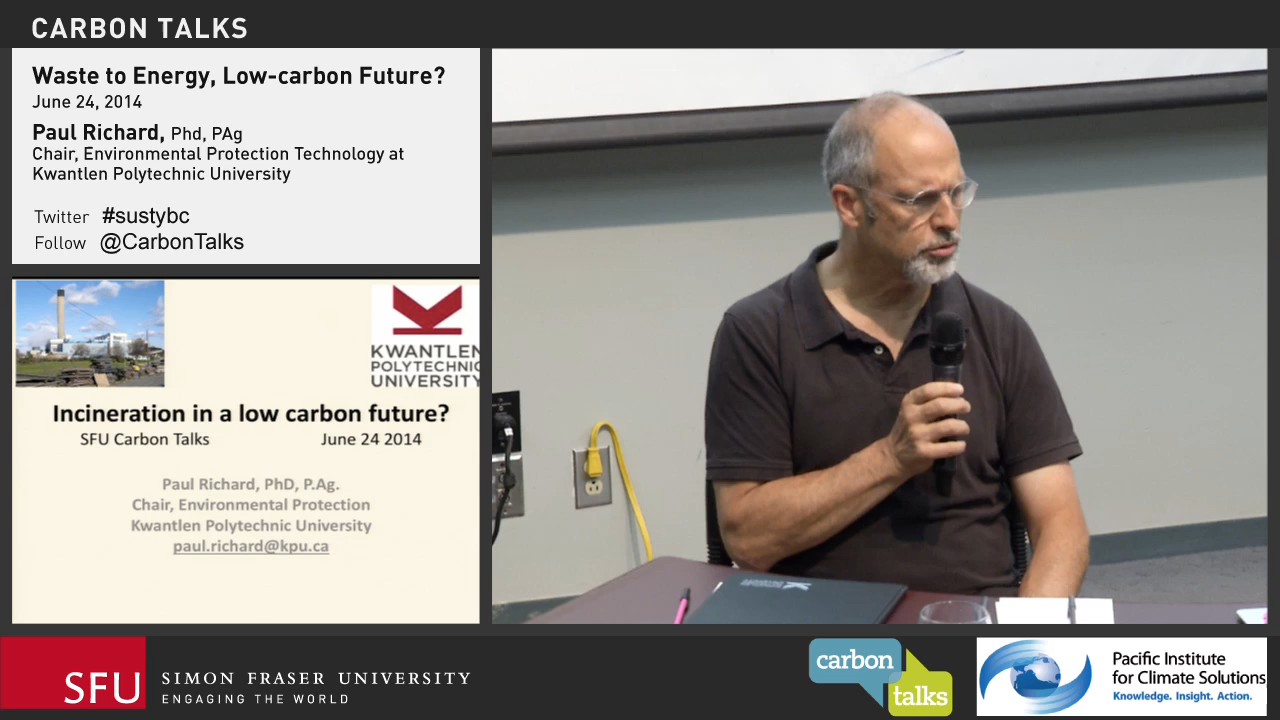 CARBON TALKS
Waste to Energy, Low-carbon Future?
June 24, 2014
Paul Richard, Phd, PAg
Chair, Environmental Protection Technology at
Kwantlen Polytechnic University
Twitter #sustybc
Follow @CarbonTalks
KWANTLEN
POLYTECHNIC
UNIVERSITY
Incineration in a low carbon future?
SFU Carbon Talks June 24 2014
Paul Richard, PhD, P.Ag.
Chair, Environmental Protection
Kwantlen Polytechnic University
paul.richard@kpu.ca
SFU
SIMON FRASER UNIVERSITY
ENGAGING THE WORLD
carbon
talks
Pacific Institute
for Climate Solutions
Knowledge. Insight. Action.